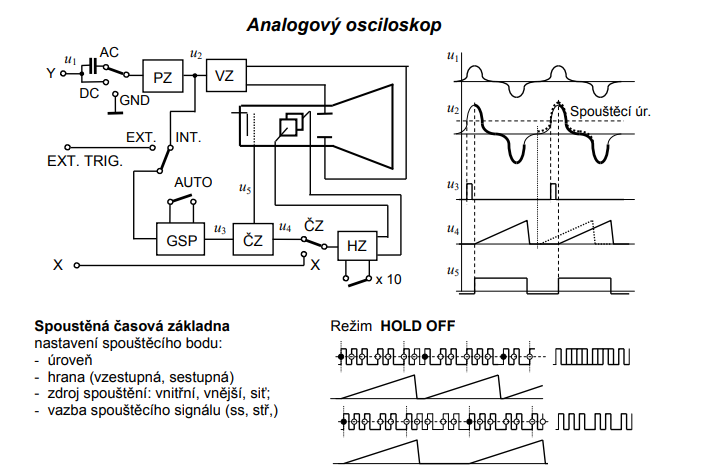 Analogový osciloskop
u1 AC u2
Y PZ VZ
DC GND
EXT. INT.
EXT. TRIG.
AUTO u5
GSP u3 ČZ u4 ČZ HZ
X X x 10
u1
u2 Spouštěcí úr.
u3
u4
u5
Spoustěná časová základna
nastavení spouštěcího bodu:
- úroveň
- hrana (vzestupná, sestupná)
- zdroj spouštění: vnitřní, vnější, síť;
- vazba spouštěcího signálu (ss, stř,)
Režim HOLD OFF